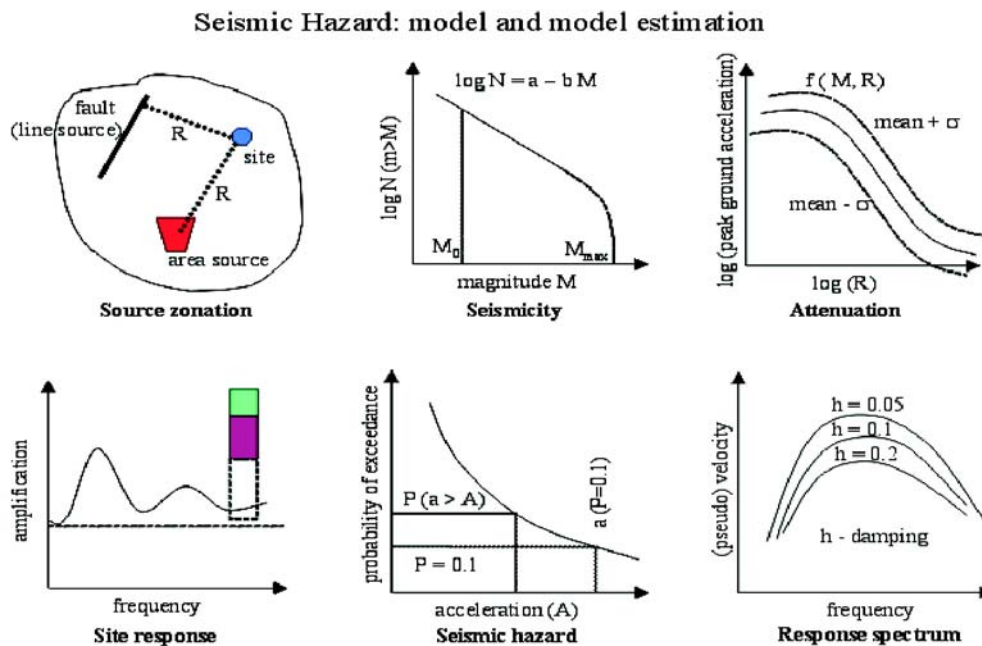 Seismic Hazard: model and model estimation
fault
(line source)
R
site
R
area source
Source zonation
log N = a – b M
log N (m>M)
M₀
M max
magnitude M
Seismicity
f ( M, R)
mean + σ
mean - σ
log (peak ground acceleration)
log (R)
Attenuation
amplification
frequency
Site response
probability of exceedance
P (a > A)
P = 0.1
a (P=0.1)
acceleration (A)
Seismic hazard
(pseudo) velocity
h = 0.05
h = 0.1
h = 0.2
h - damping
frequency
Response spectrum